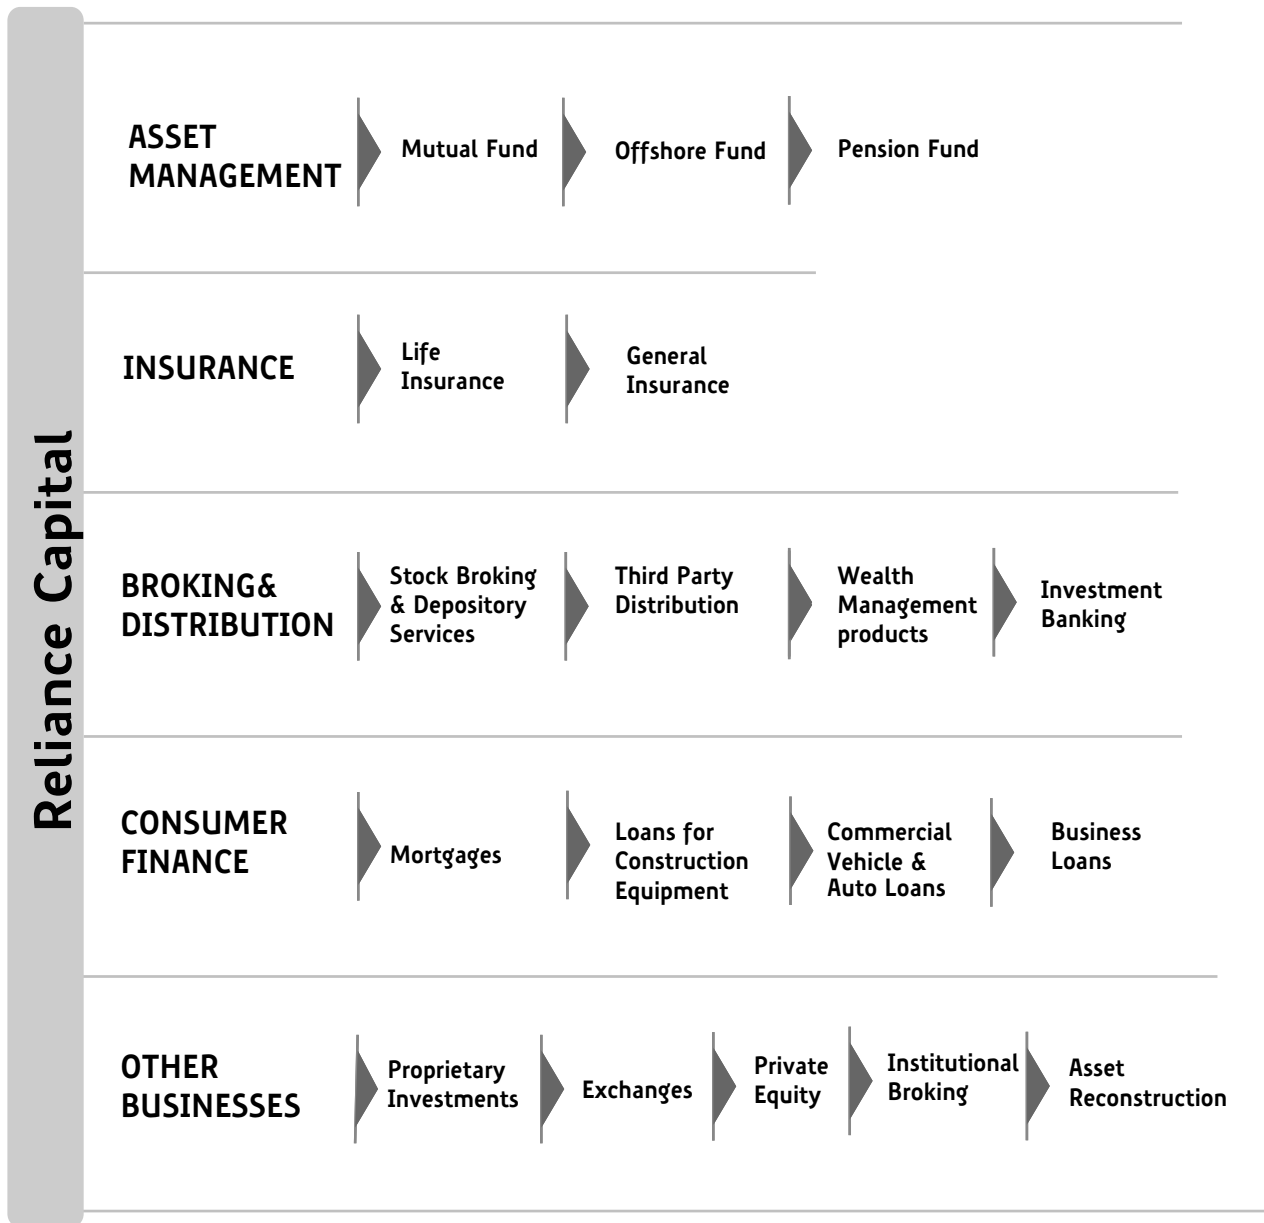 Reliance Capital
ASSET
MANAGEMENT
Mutual Fund
Offshore Fund
Pension Fund
INSURANCE
Life
Insurance
General
Insurance
BROKING&
DISTRIBUTION
Stock Broking
& Depository
Services
Third Party
Distribution
Wealth
Management
products
Investment
Banking
CONSUMER
FINANCE
Mortgages
Loans for
Construction
Equipment
Commercial
Vehicle &
Auto Loans
Business
Loans
OTHER
BUSINESSES
Proprietary
Investments
Exchanges
Private
Equity
Institutional
Broking
Asset
Reconstruction